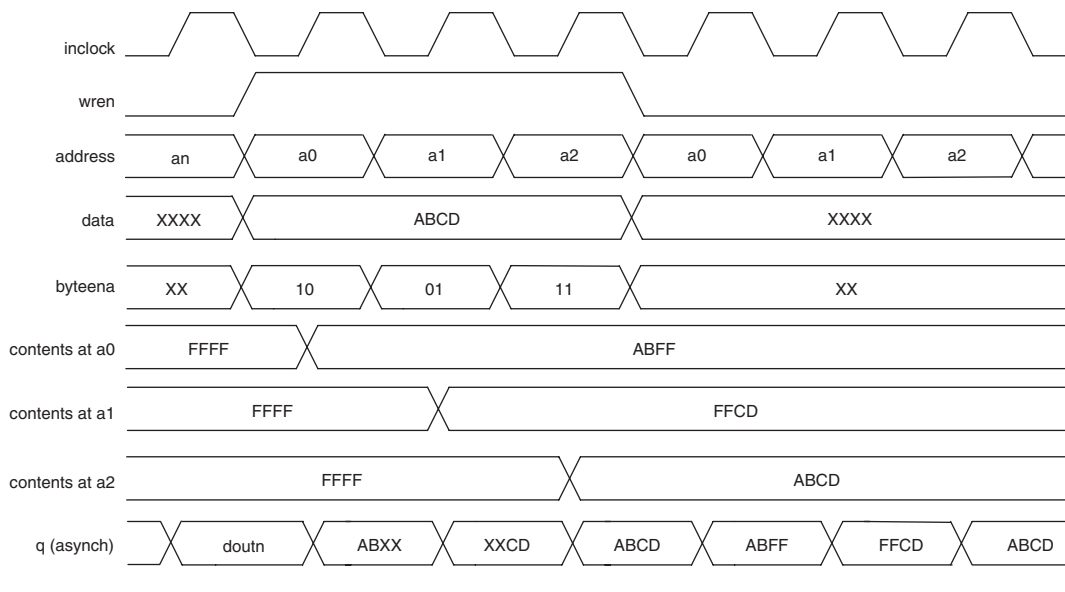 inclock
wren
address an a0 a1 a2 a0 a1 a2
data XXXX ABCD XXXX
byteena XX 10 01 11 XX
contents at a0 FFFF ABFF
contents at a1 FFFF FFCD
contents at a2 FFFF ABCD
q (asynch) doutn ABXX XXCD ABCD ABFF FFCD ABCD